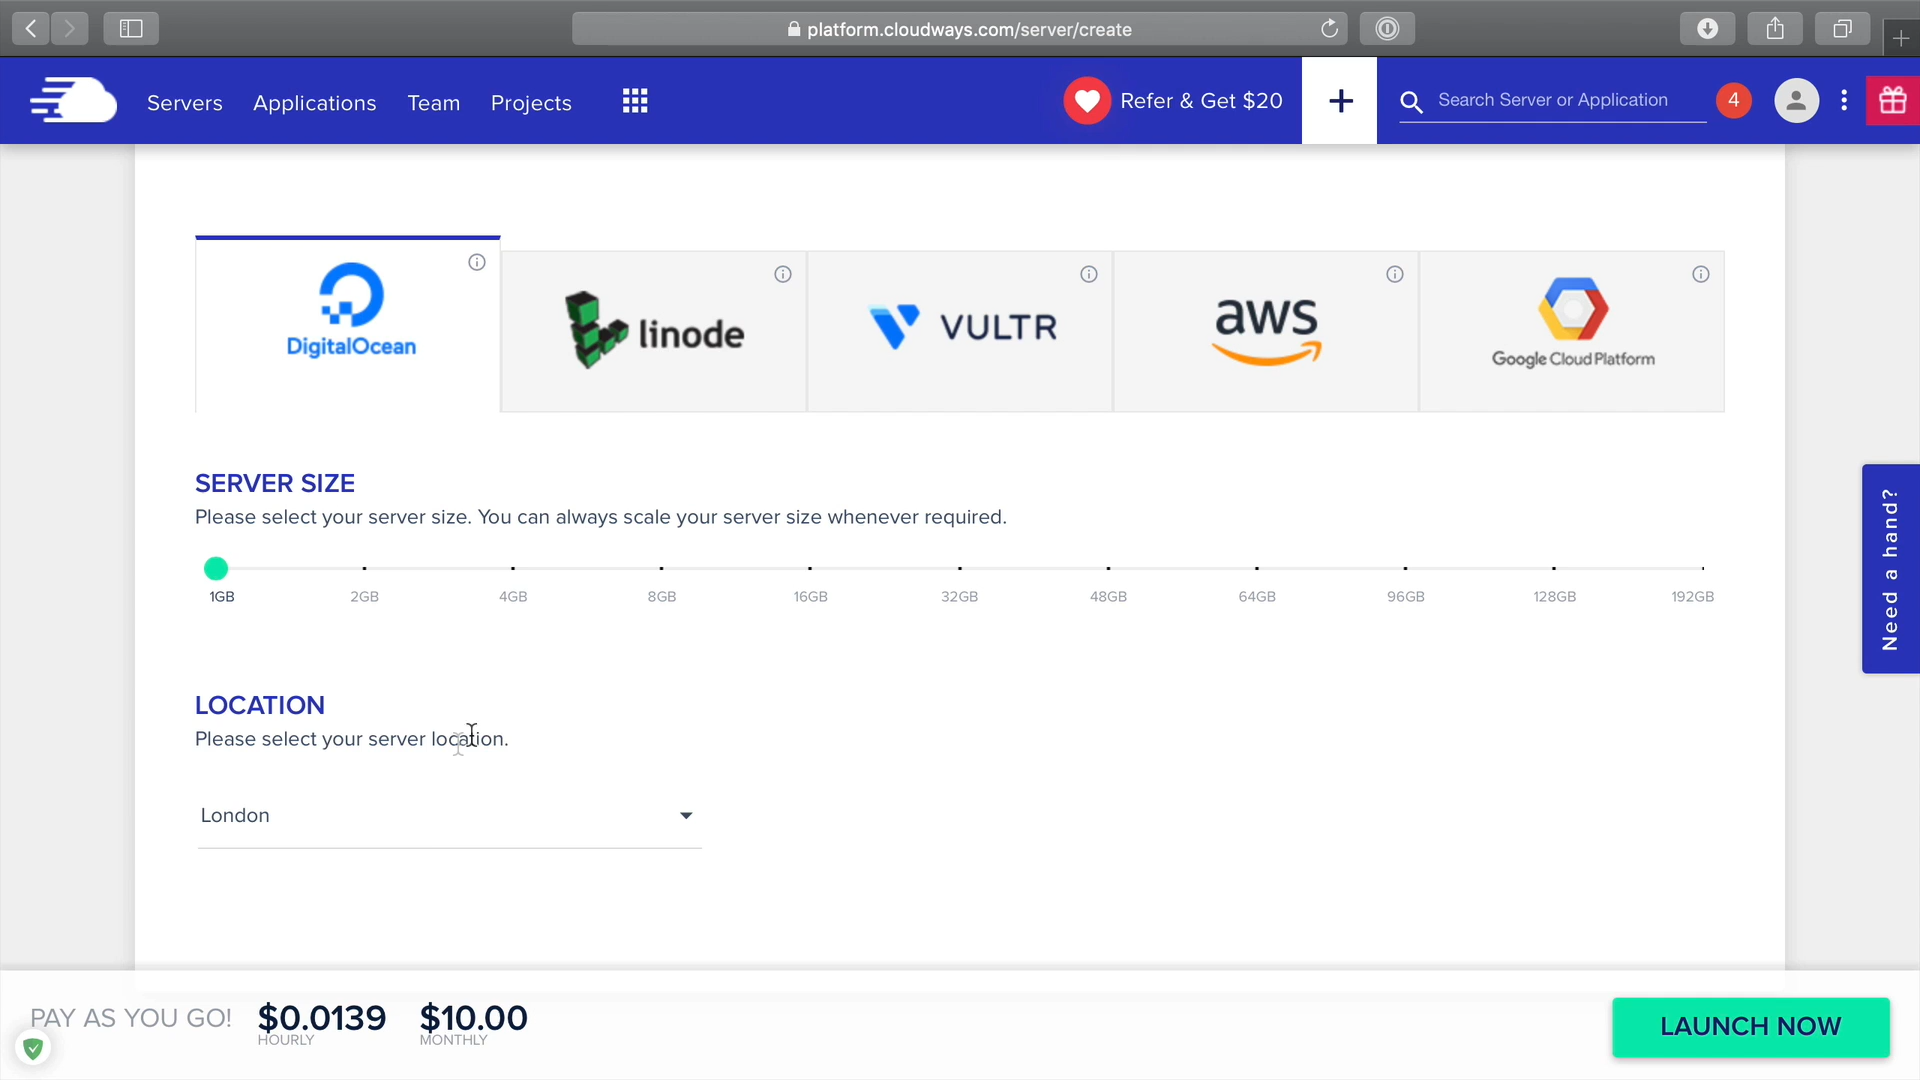 platform.cloudways.com/server/create
Servers
Applications
Team
Projects
Refer & Get $20
Search Server or Application
4
DigitalOcean
linode
VULTR
aws
Google Cloud Platform
SERVER SIZE
Please select your server size. You can always scale your server size whenever required.
1GB
2GB
4GB
8GB
16GB
32GB
48GB
64GB
96GB
128GB
192GB
Need a hand?
LOCATION
Please select your server location.
London
PAY AS YOU GO!
$0.0139
HOURLY
$10.00
MONTHLY
LAUNCH NOW